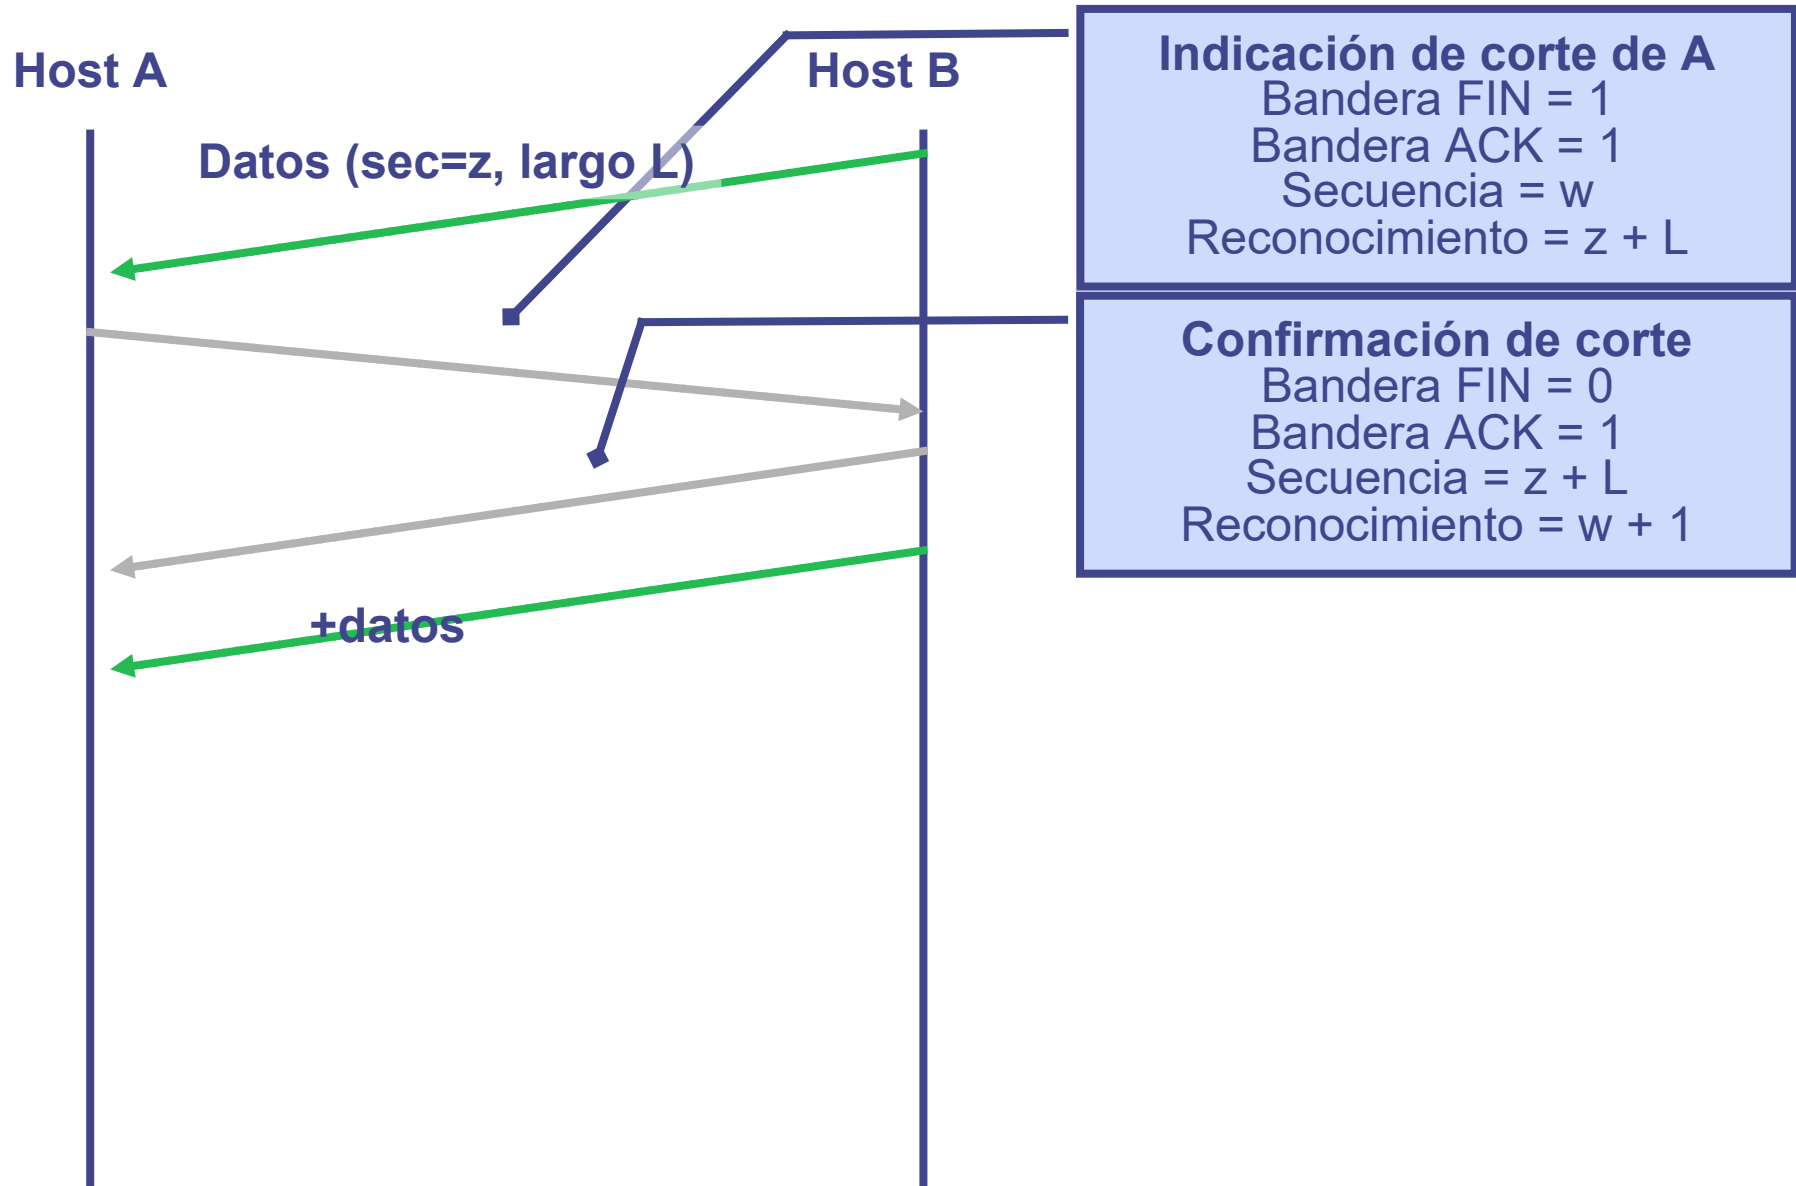 Host A
Host B
Datos (sec=z, largo L)
+datos
Indicación de corte de A
Bandera FIN = 1
Bandera ACK = 1
Secuencia = w
Reconocimiento = z + L
Confirmación de corte
Bandera FIN = 0
Bandera ACK = 1
Secuencia = z + L
Reconocimiento = w + 1